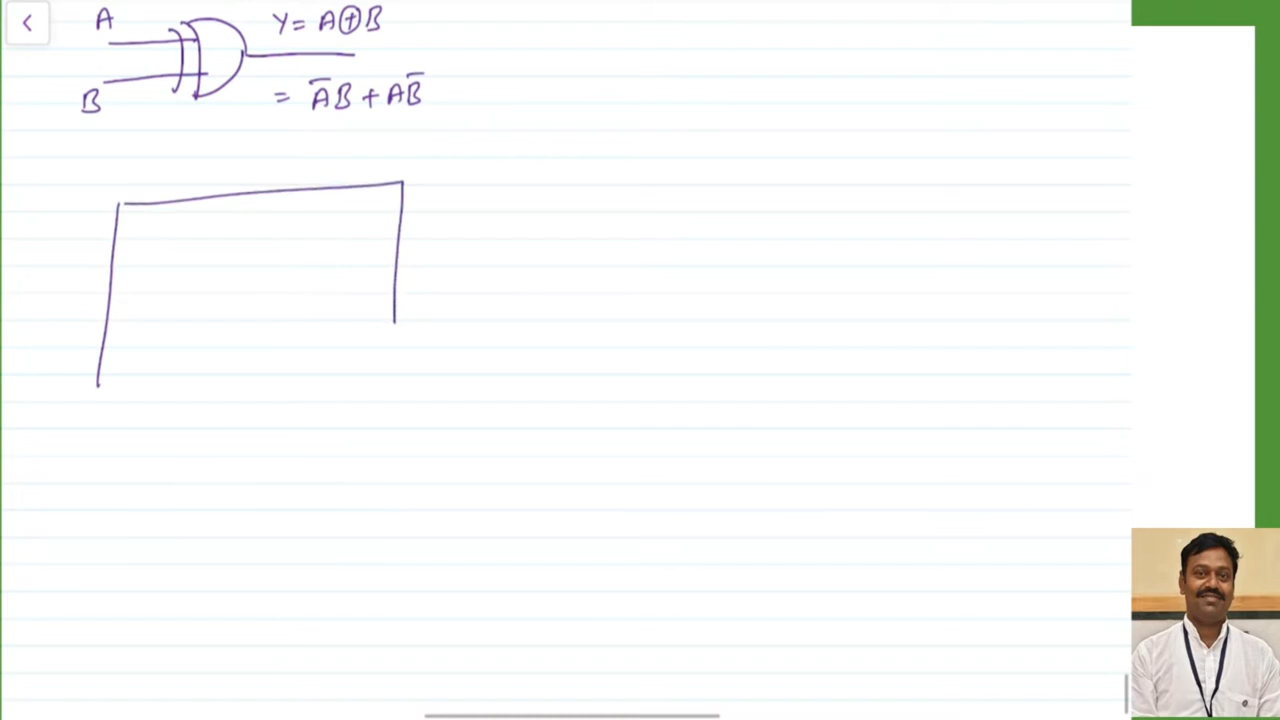 A
Y = A⊕B
= A̅B + AB̅
B